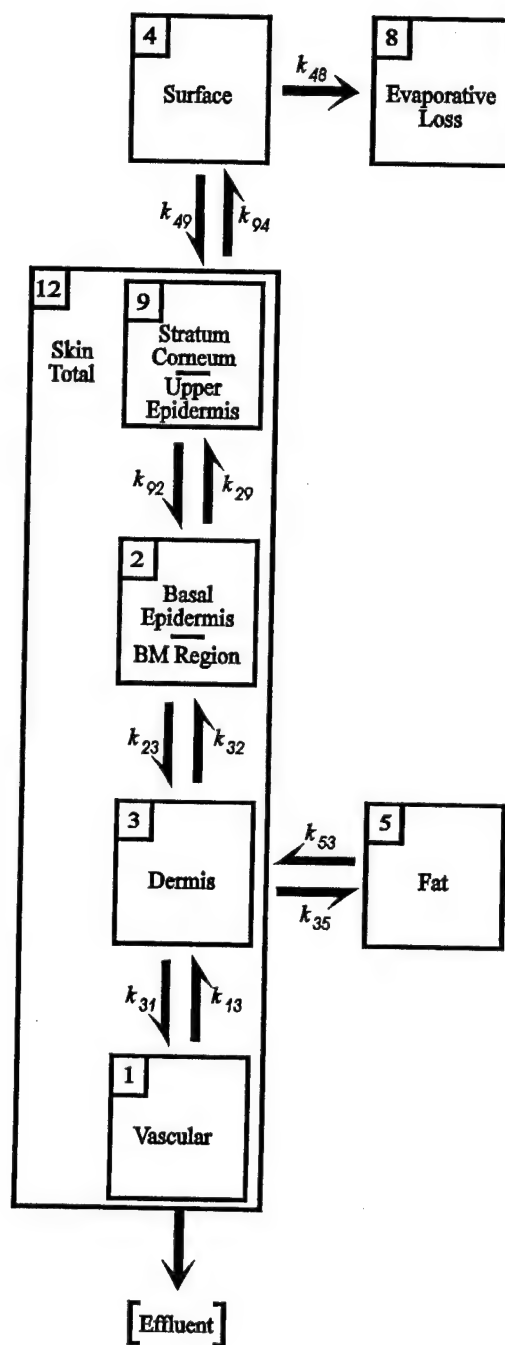 4
Surface
k48
8
Evaporative
Loss
k49
k94
12
Skin
Total
9
Stratum
Corneum
Upper
Epidermis
k92
k29
2
Basal
Epidermis
BM Region
k23
k32
3
Dermis
k53
k35
5
Fat
k31
k13
1
Vascular
[Effluent]